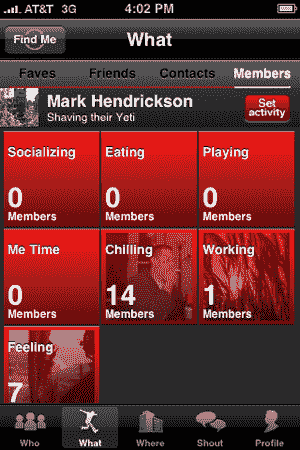 AT&T 3G 4:02 PM
Find Me What
Faves Friends Contacts Members
Mark Hendrickson
Shaving their Yeti
Set
activity
Socializing Eating Playing
0 0 0
Members Members Members
Me Time Chilling Working
0 14 1
Members Members Members
Feeling
7
Who What Where Shout Profile